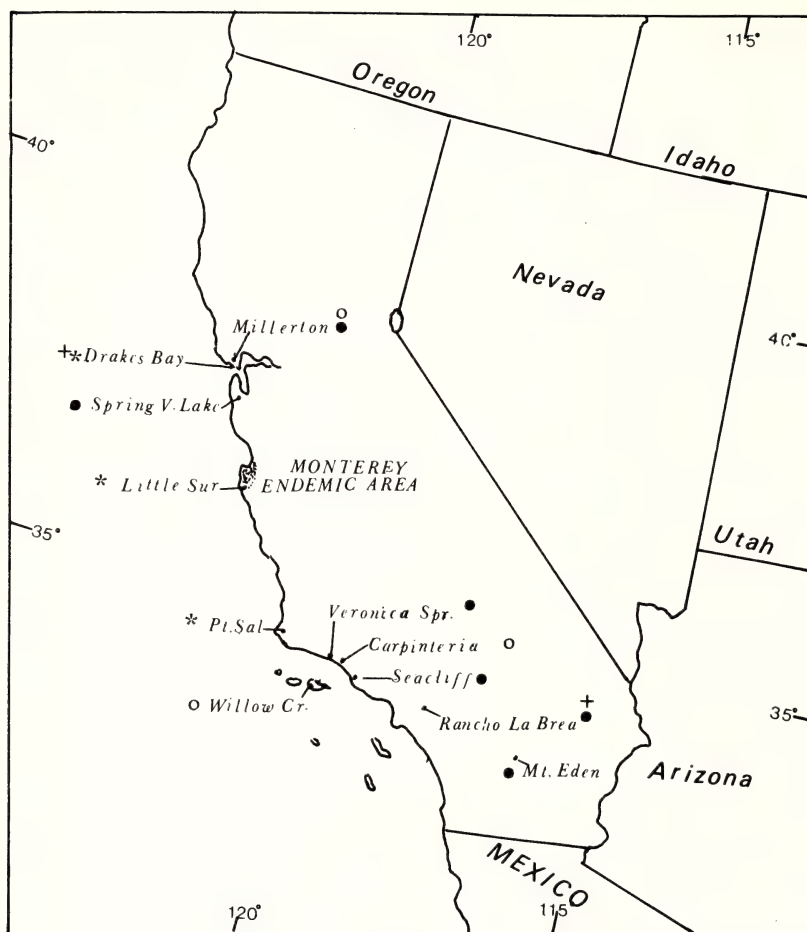 120°
115°
Oregon
40°
Idaho
Nevada
Millerton
+*Drakes Bay
40°
Spring V. Lake
MONTEREY
ENDEMIC AREA
* Little Sur
35°
Utah
Veronica Spr.
* Pt.Sal
Carpinteria
Seacliff
Willow Cr.
+
Rancho La Brea
35°
Mt. Eden
Arizona
MEXICO
120°
115°